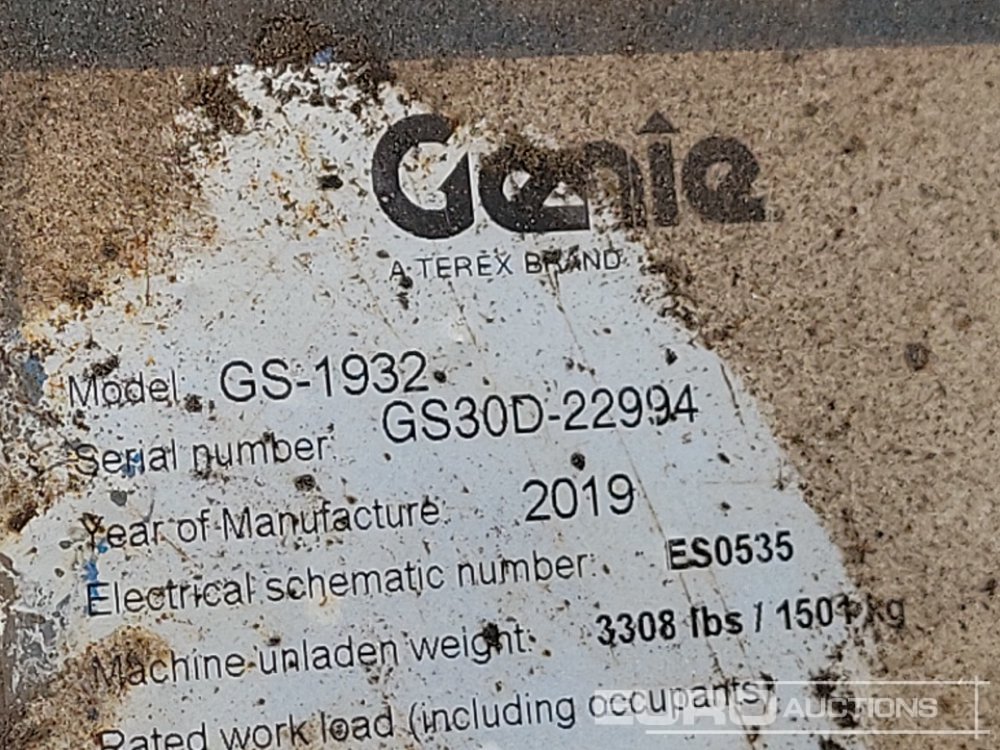 Genie
A TEREX BRAND
Model: GS-1932
Serial number: GS30D-22994
Year of Manufacture: 2019
Electrical schematic number: ES0535
Machine unladen weight: 3308 lbs / 1501 kg
Rated work load (including occupants)
EURO AUCTIONS